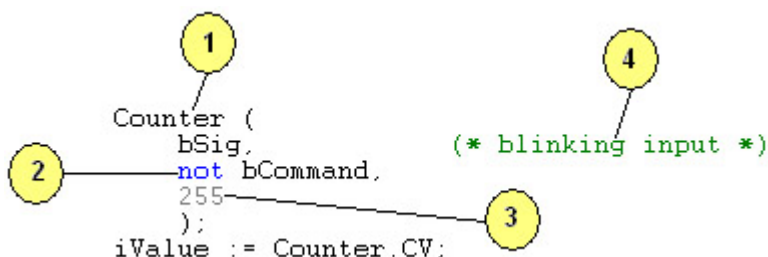 1
4
Counter (
bSig, (* blinking input *)
2
not bCommand,
255
3
);
iValue := Counter.CV;